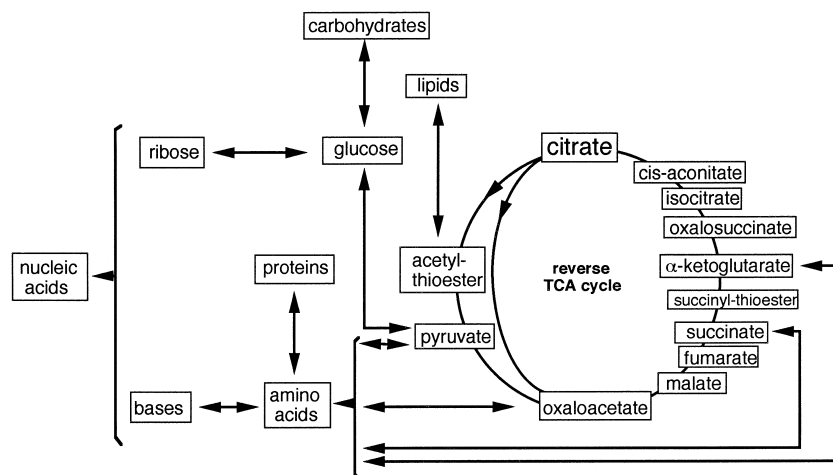 carbohydrates
lipids
ribose
glucose
citrate
cis-aconitate
isocitrate
oxalosuccinate
nucleic
acids
proteins
acetyl-
thioester
reverse
TCA cycle
α-ketoglutarate
succinyl-thioester
pyruvate
succinate
fumarate
malate
bases
amino
acids
oxaloacetate